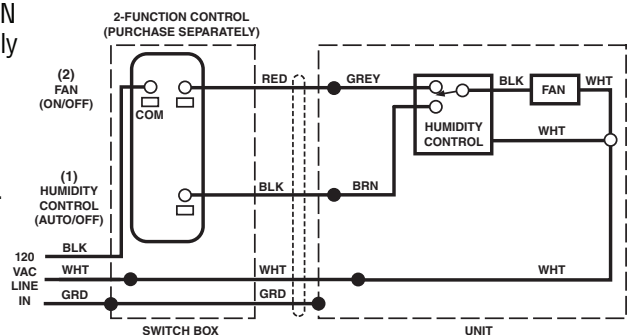 N
ly
2-FUNCTION CONTROL
(PURCHASE SEPARATELY)
(2)
FAN
(ON/OFF)
COM
RED
GREY
BLK
FAN
WHT
HUMIDITY
CONTROL
WHT
(1)
HUMIDITY
CONTROL
(AUTO/OFF)
BLK
BRN
120
VAC
LINE
IN
BLK
WHT
WHT
WHT
GRD
GRD
SWITCH BOX
UNIT